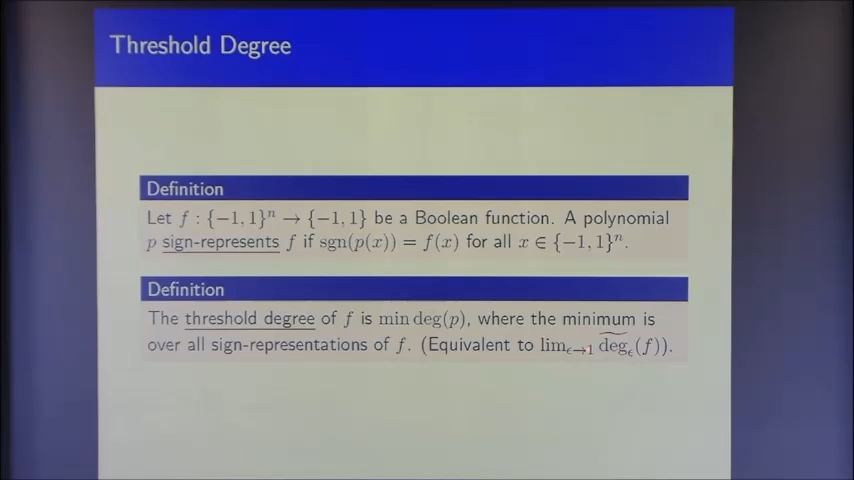 Threshold Degree
Definition
Let f : {−1, 1}ⁿ → {−1, 1} be a Boolean function. A polynomial
p sign-represents f if sgn(p(x)) = f(x) for all x ∈ {−1, 1}ⁿ.
Definition
The threshold degree of f is min deg(p), where the minimum is
over all sign-representations of f. (Equivalent to lim_{ϵ→1} \widetilde{deg}_ϵ(f)).